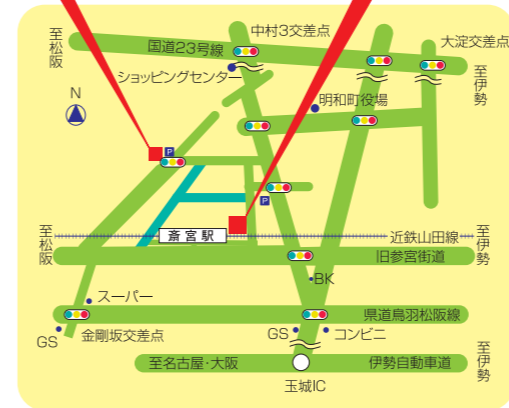 中村3交差点
至松阪
国道23号線
大淀交差点
ショッピングセンター
至伊勢
N
明和町役場
P
P
斎宮駅
至松阪
近鉄山田線
至伊勢
旧参宮街道
BK
スーパー
県道鳥羽松阪線
GS
金剛坂交差点
GS
コンビニ
至名古屋・大阪
伊勢自動車道
至伊勢
玉城IC